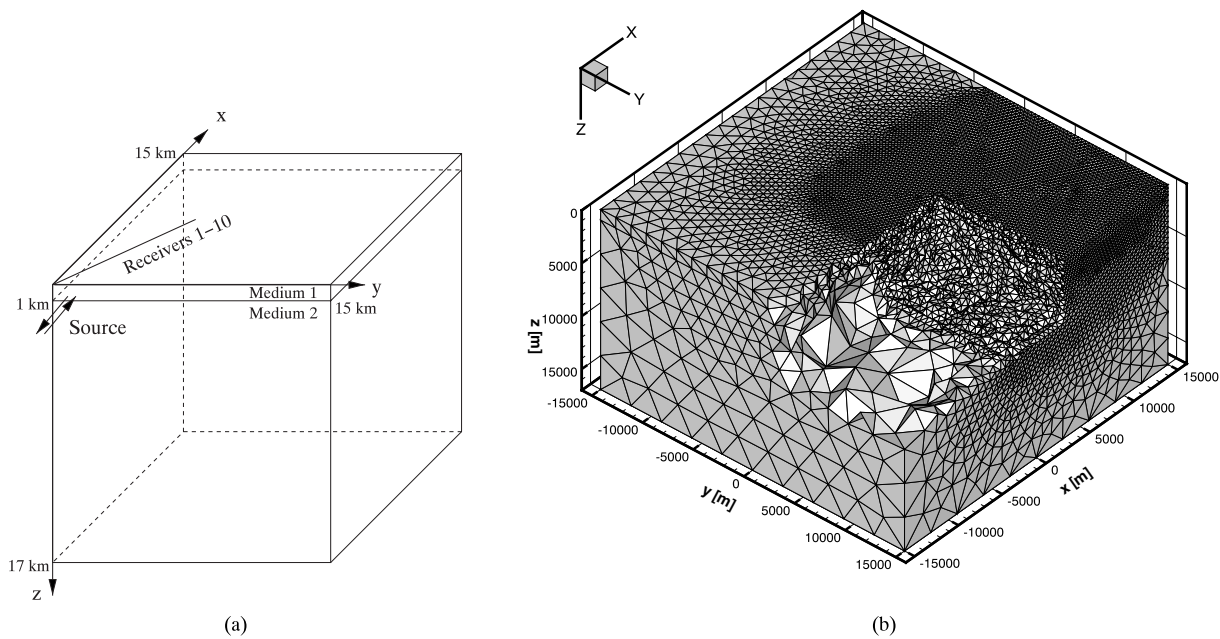 x
15 km
Receivers 1–10
Medium 1
y
1 km
Medium 2
15 km
Source
17 km
z
(a)
X
Y
Z
0
5000
10000
15000
z [m]
-15000
-10000
-5000
0
5000
10000
15000
y [m]
-15000
-10000
-5000
0
5000
10000
15000
x [m]
(b)